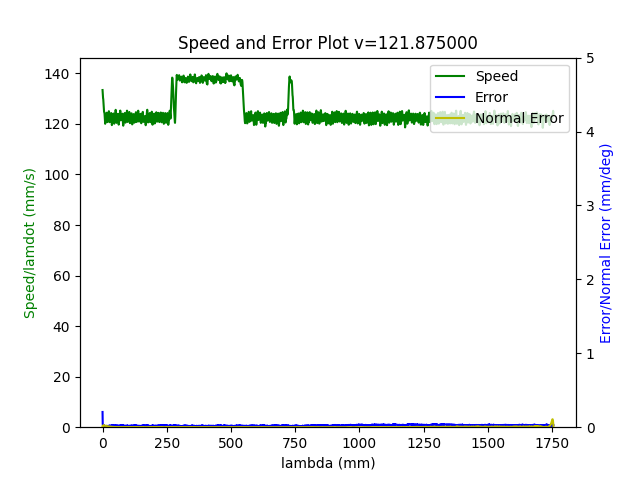 Speed and Error Plot v=121.875000
140
120
100
80
60
40
20
0
Speed/lamdot (mm/s)
5
4
3
2
1
0
Error/Normal Error (mm/deg)
Speed
Error
Normal Error
0 250 500 750 1000 1250 1500 1750
lambda (mm)